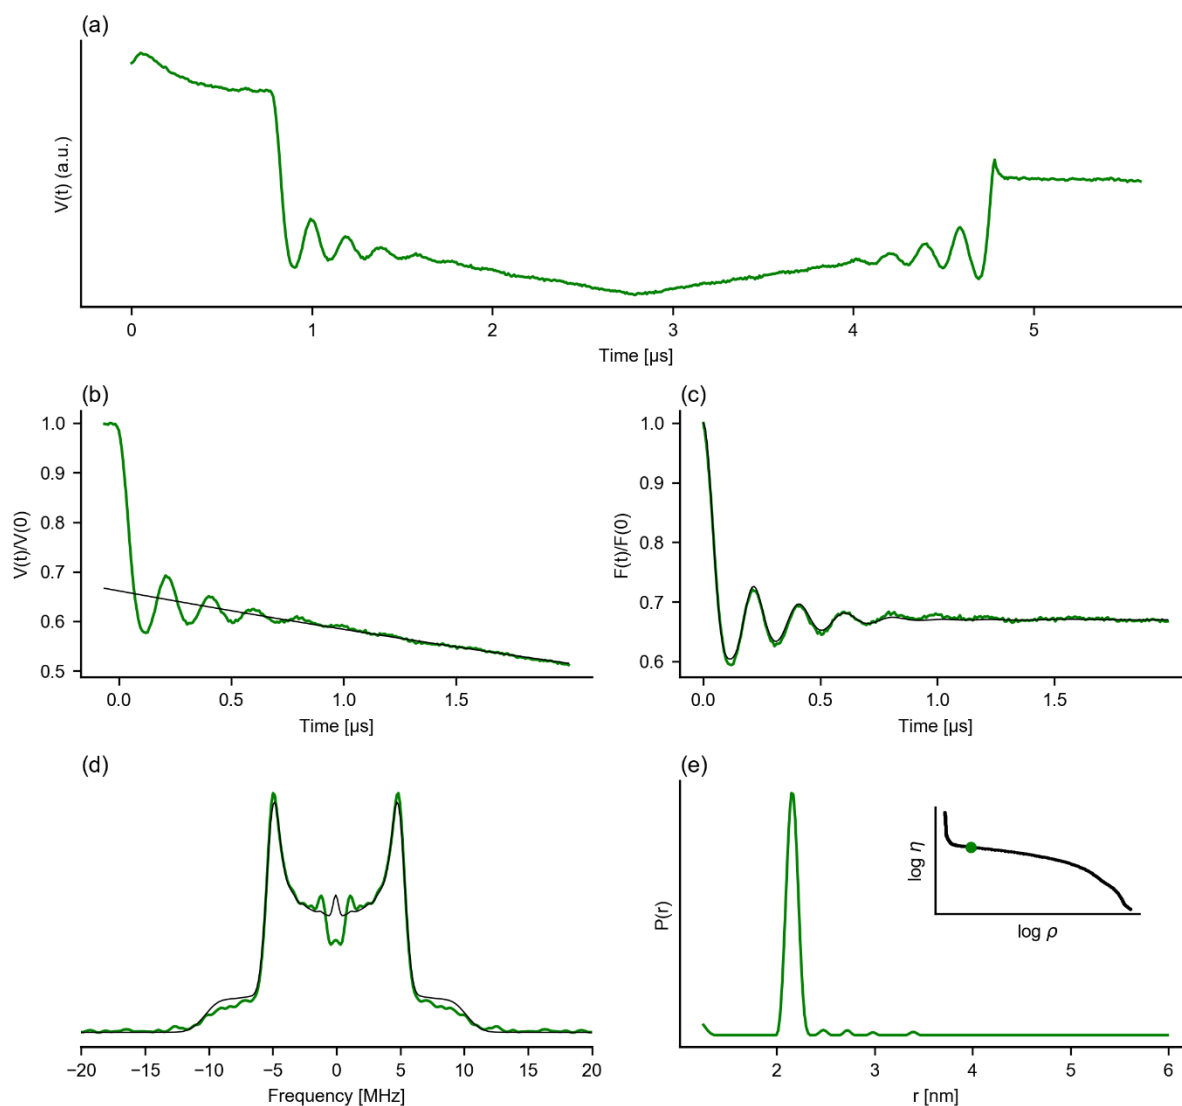 (a)
V(t) (a.u.)
0 1 2 3 4 5
Time [µs]
(b)
V(t)/V(0)
1.0
0.9
0.8
0.7
0.6
0.5
0.0 0.5 1.0 1.5
Time [µs]
(c)
F(t)/F(0)
1.0
0.9
0.8
0.7
0.6
0.0 0.5 1.0 1.5
Time [µs]
(d)
−20 −15 −10 −5 0 5 10 15 20
Frequency [MHz]
(e)
P(r)
log η
log ρ
2 3 4 5 6
r [nm]